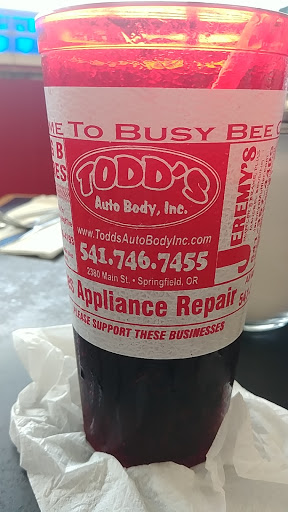 TO BUSY BEE
TODD'S
Auto Body, Inc.
www.ToddsAutoBodyInc.com
541.746.7455
2380 Main St. • Springfield, OR
JEREMY'S
Appliance Repair
PLEASE SUPPORT THESE BUSINESSES